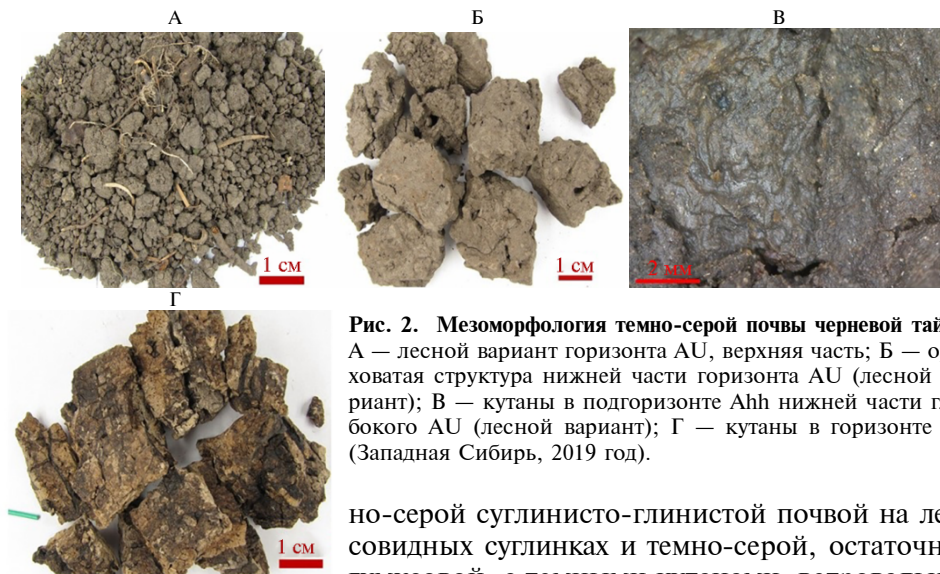 А
Б
В
1 см
1 см
2 мм
Г
1 см
Рис. 2. Мезоморфология темно-серой почвы черневой тай
А — лесной вариант горизонта AU, верхняя часть; Б — о
ховатая структура нижней части горизонта AU (лесной
риант); В — кутаны в подгоризонте Ahh нижней части г
бокого AU (лесной вариант); Г — кутаны в горизонте
(Западная Сибирь, 2019 год).
но-серой суглинисто-глинистой почвой на ле
совидных суглинках и темно-серой, остаточн